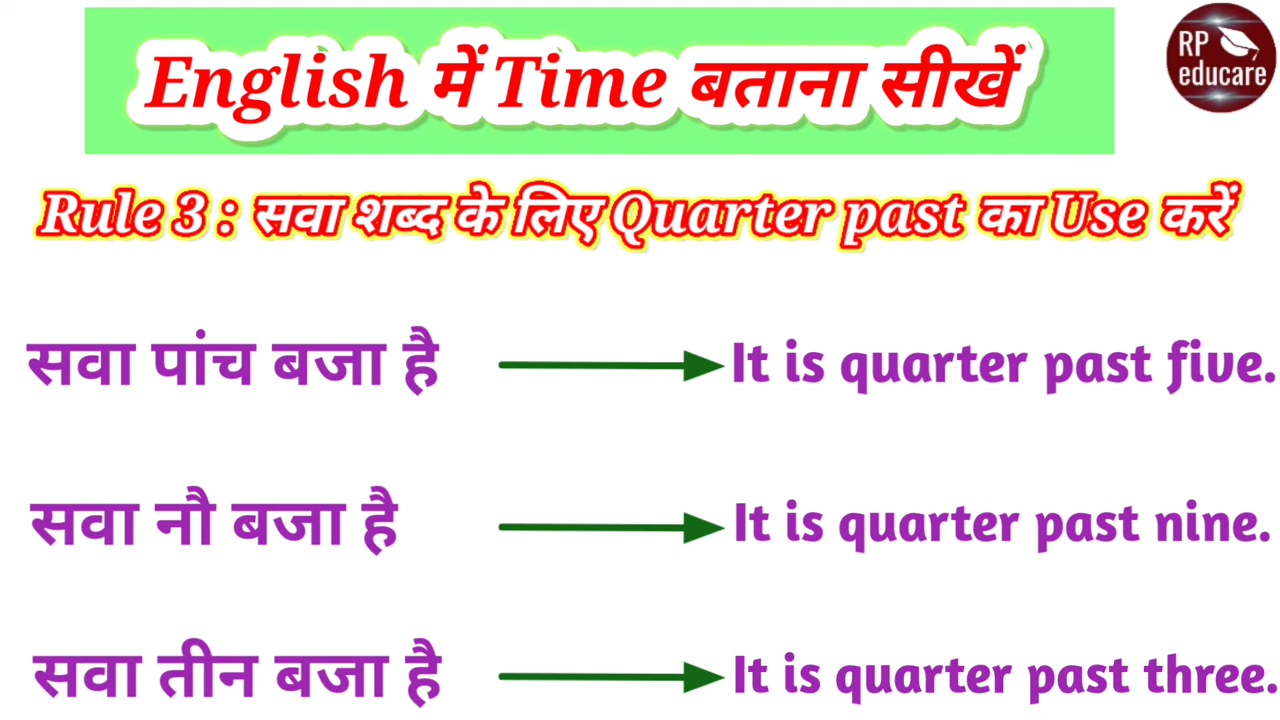 English में Time बताना सीखें
RP
educare
Rule 3 : सवा शब्द के लिए Quarter past का Use करें
सवा पांच बजा है It is quarter past five.
सवा नौ बजा है It is quarter past nine.
सवा तीन बजा है It is quarter past three.